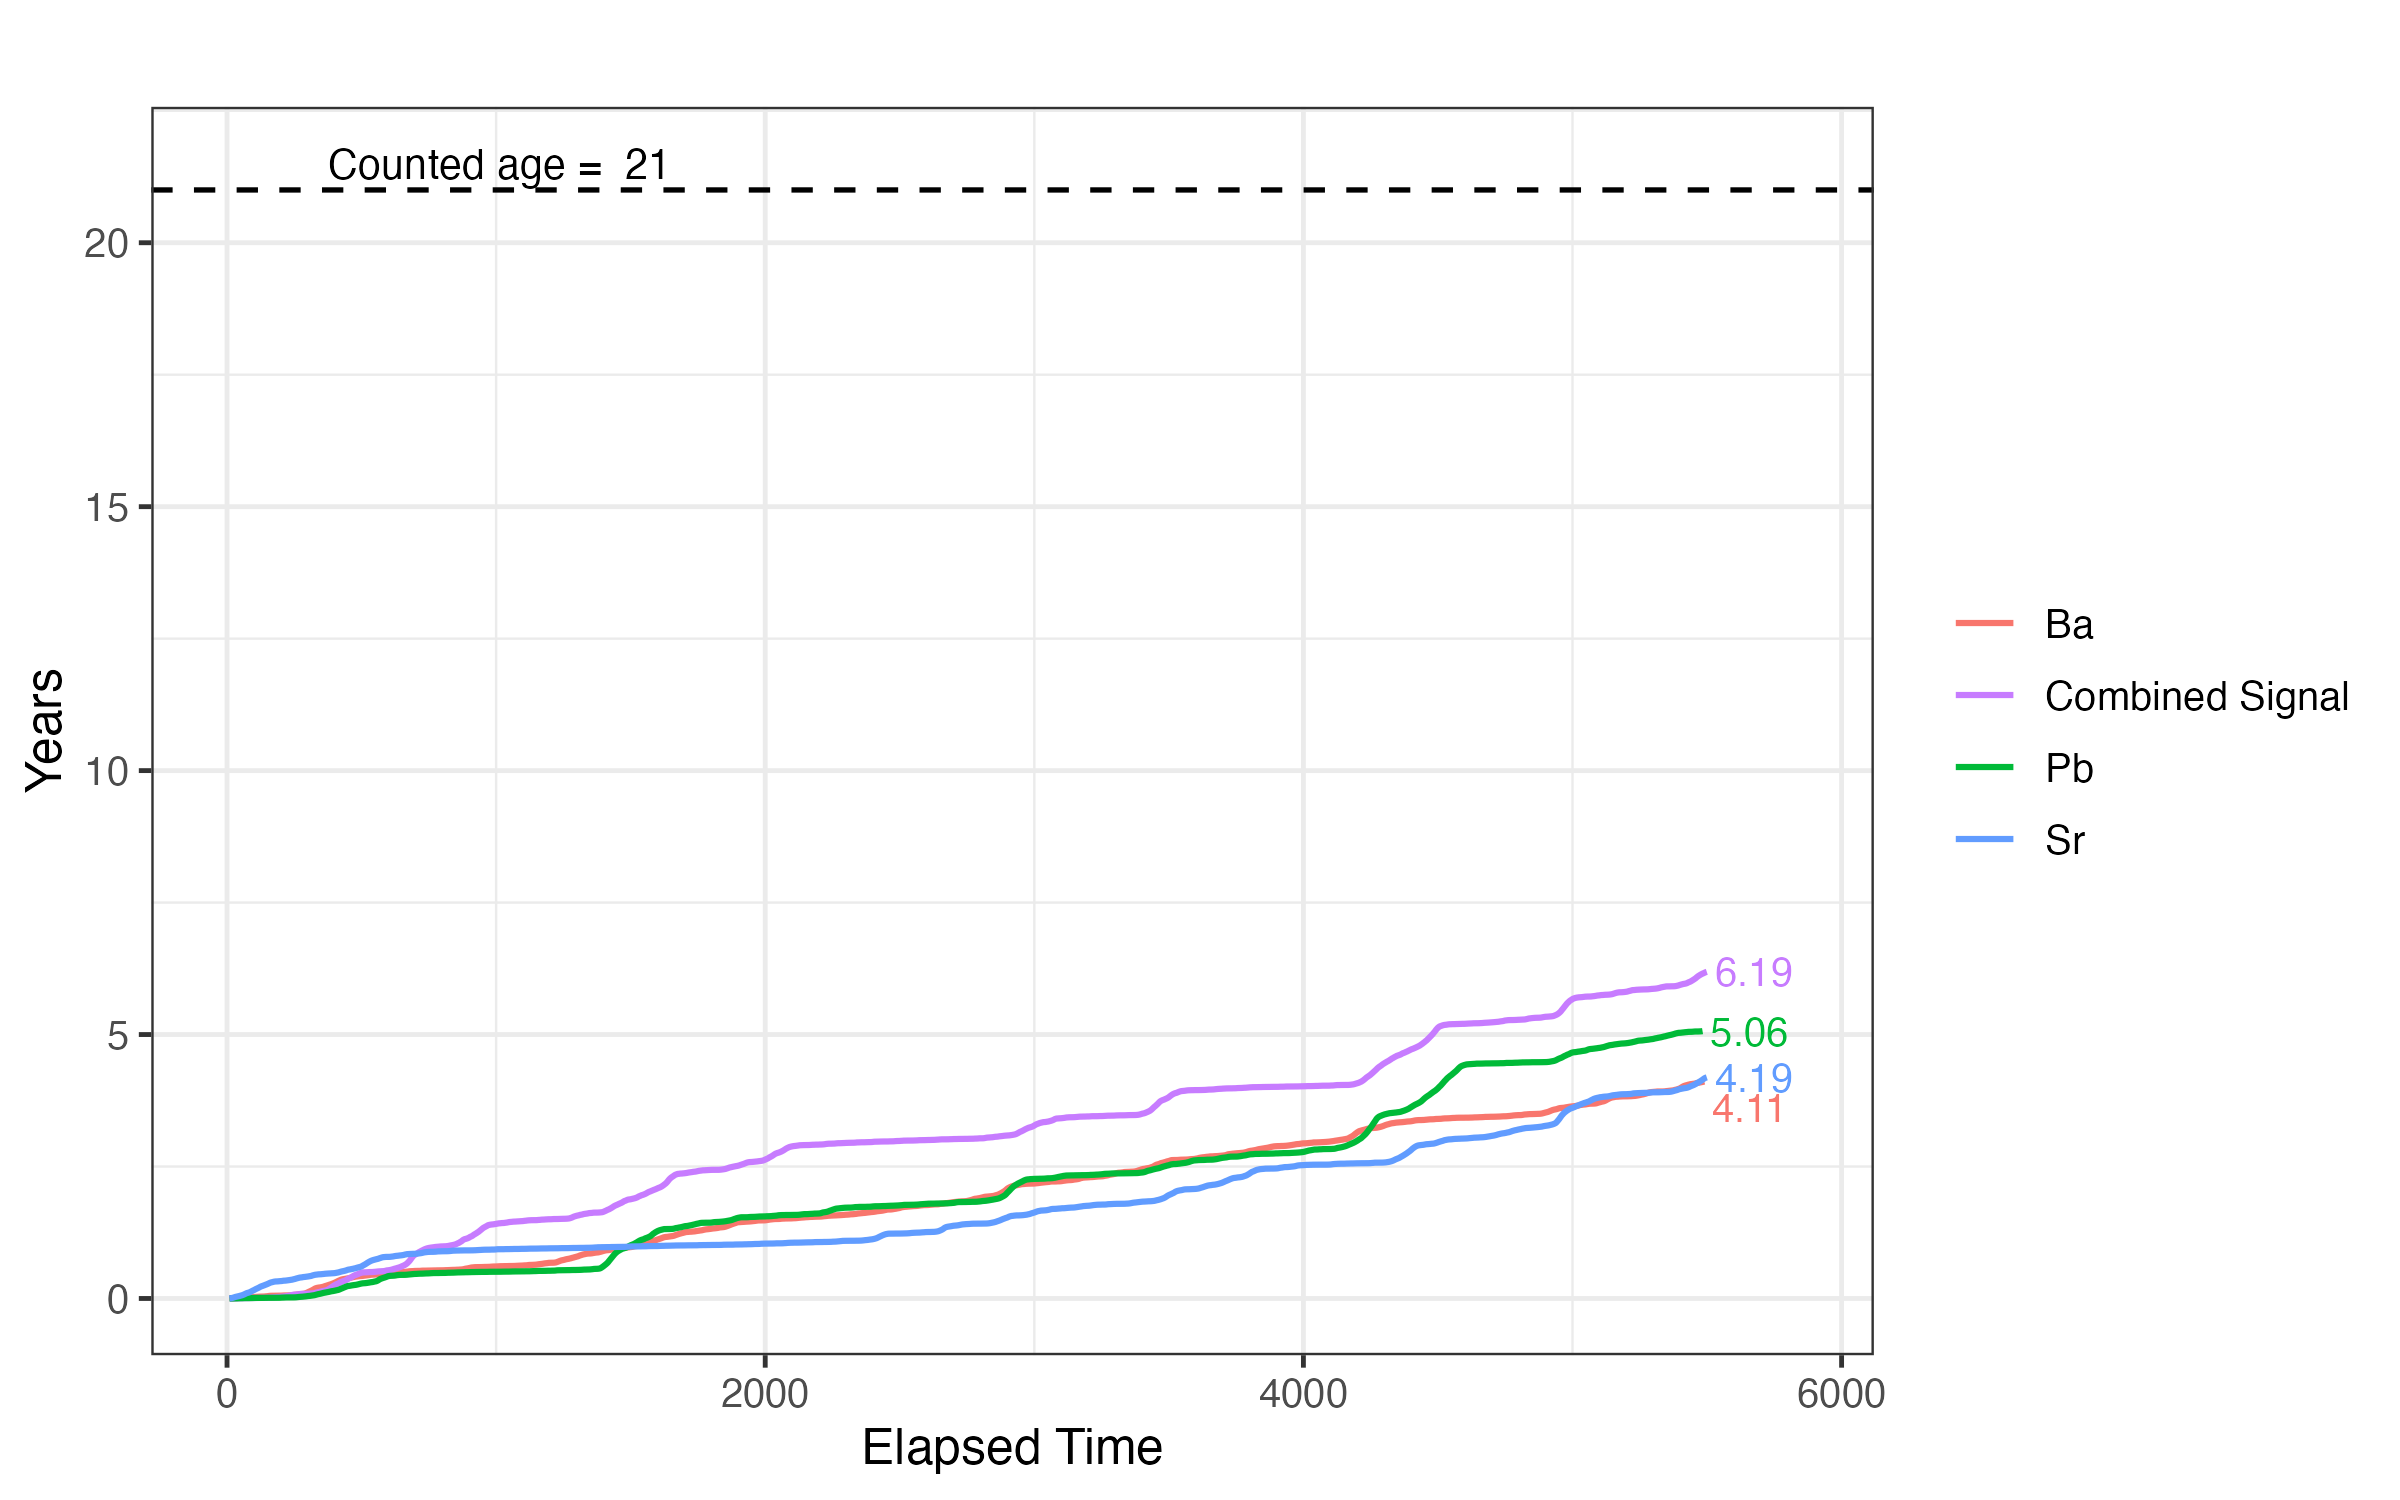 Counted age = 21
20
15
10
5
0
Years
6.19
5.06
4.19
4.11
0
2000
4000
6000
Elapsed Time
Ba
Combined Signal
Pb
Sr